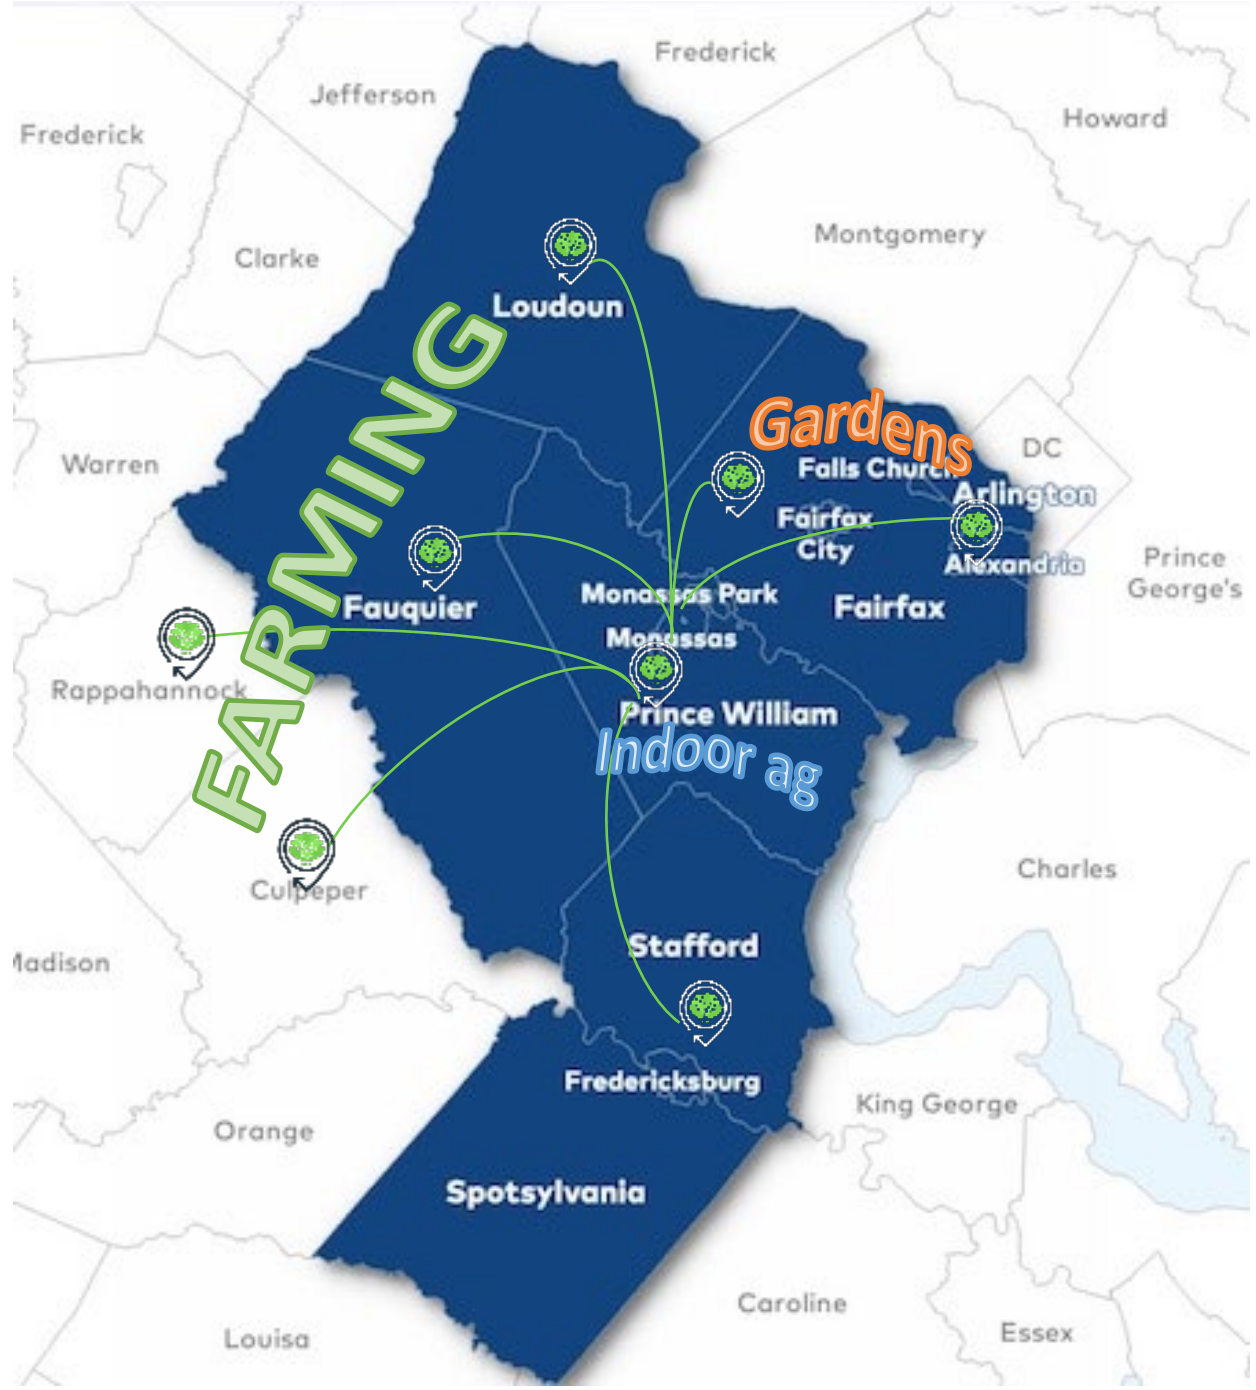 Frederick
Jefferson
Howard
Frederick
Montgomery
Clarke
Loudoun
FARMING
Gardens
DC
Warren
Falls Church
Arlington
Fairfax
City
Prince
George's
Alexandria
Monassas Park
Fauquier
Fairfax
Monassas
Rappahannock
Prince William
Indoor ag
Charles
Culpeper
Stafford
Madison
Fredericksburg
King George
Orange
Spotsylvania
Caroline
Essex
Louisa